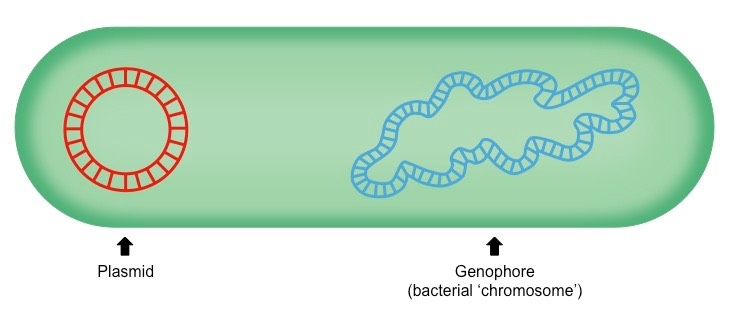 Plasmid
Genophore
(bacterial ‘chromosome’)